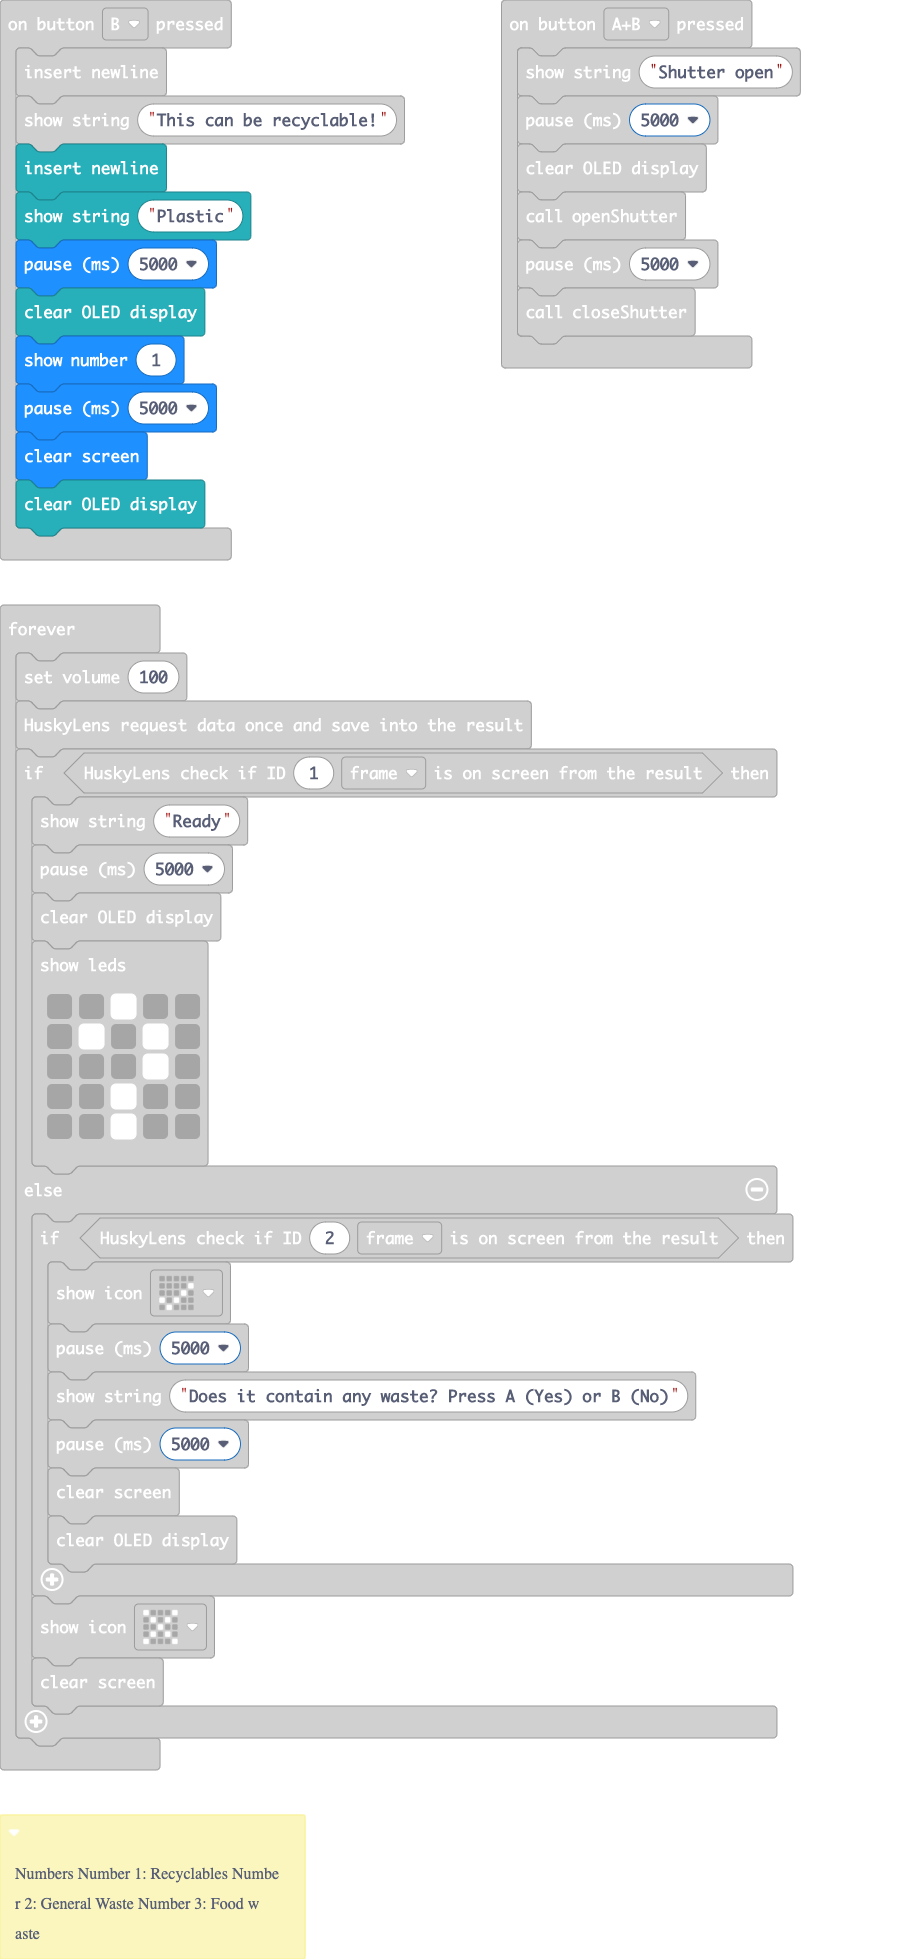 on button B pressed
insert newline
show string "This can be recyclable!"
insert newline
show string "Plastic"
pause (ms) 5000
clear OLED display
show number 1
pause (ms) 5000
clear screen
clear OLED display
on button A+B pressed
show string "Shutter open"
pause (ms) 5000
clear OLED display
call openShutter
pause (ms) 5000
call closeShutter
forever
set volume 100
HuskyLens request data once and save into the result
if HuskyLens check if ID 1 frame is on screen from the result then
show string "Ready"
pause (ms) 5000
clear OLED display
show leds
else
if HuskyLens check if ID 2 frame is on screen from the result then
show icon
pause (ms) 5000
show string "Does it contain any waste? Press A (Yes) or B (No)"
pause (ms) 5000
clear screen
clear OLED display
show icon
clear screen
Numbers Number 1: Recyclables Numbe
r 2: General Waste Number 3: Food w
aste